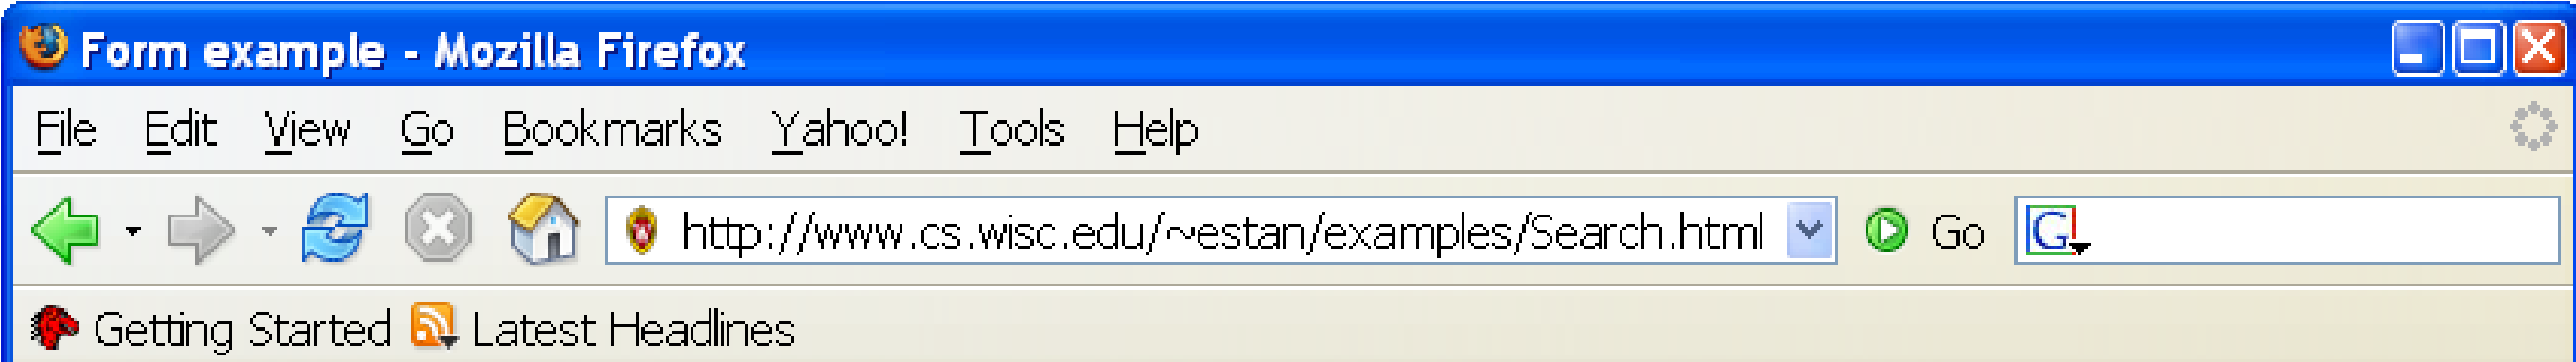 Form example - Mozilla Firefox
File Edit View Go Bookmarks Yahoo! Tools Help
http://www.cs.wisc.edu/~estan/examples/Search.html Go G
Getting Started Latest Headlines